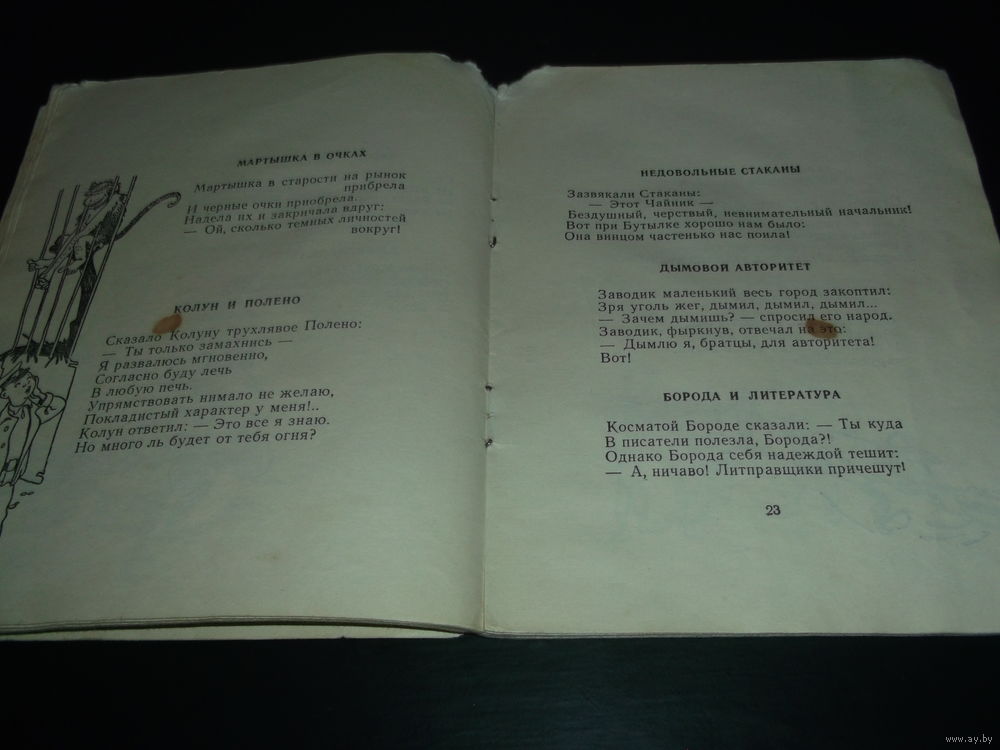 МАРТЫШКА В ОЧКАХ
Мартышка в старости на рынок
прибрела
И черные очки приобрела.
Надела их и закричала вдруг:
— Ой, сколько темных личностей
вокруг!
КОЛУН И ПОЛЕНО
Сказало Колуну трухлявое Полено:
— Ты только замахнись —
Я развалюсь мгновенно,
Согласно буду лечь
В любую печь.
Упрямствовать нимало не желаю,
Покладистый характер у меня!..
Колун ответил: — Это все я знаю.
Но много ль будет от тебя огня?
НЕДОВОЛЬНЫЕ СТАКАНЫ
Зазвякали Стаканы:
— Этот Чайник —
Бездушный, черствый, невнимательный начальник!
Вот при Бутылке хорошо нам было:
Она винцом частенько нас поила!
ДЫМОВОЙ АВТОРИТЕТ
Заводик маленький весь город закоптил:
Зря уголь жег, дымил, дымил, дымил...
— Зачем дымишь? — спросил его народ.
Заводик, фыркнув, отвечал на это:
— Дымлю я, братцы, для авторитета!
Вот!
БОРОДА И ЛИТЕРАТУРА
Косматой Бороде сказали: — Ты куда
В писатели полезла, Борода?!
Однако Борода себя надеждой тешит:
— А, ничаво! Литправщики причешут!
23
www.ay.by